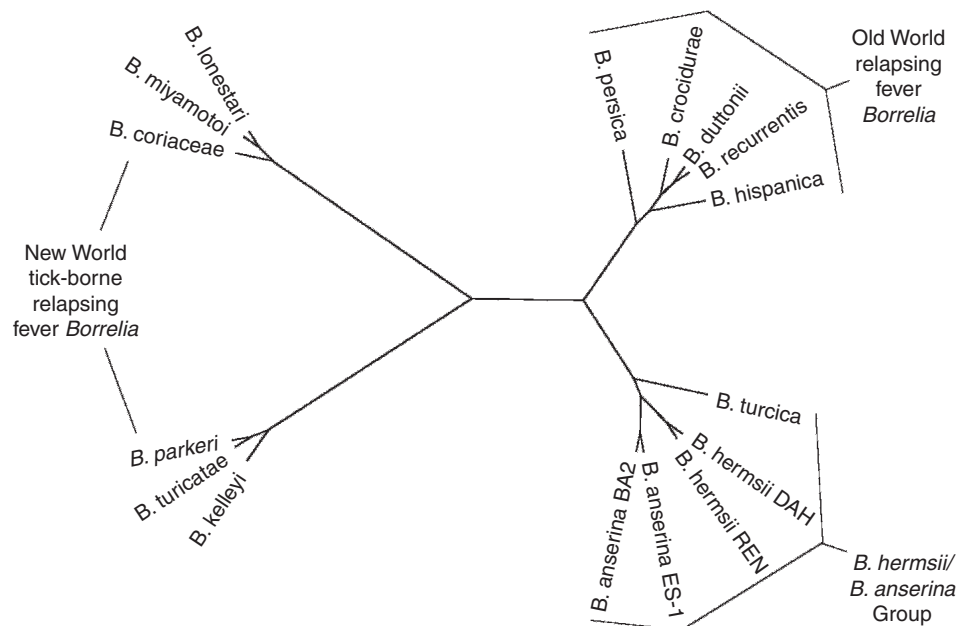 B. lonestari
B. miyamotoi
B. coriaceae
New World
tick-borne
relapsing
fever Borrelia
B. parkeri
B. turicatae
B. kelleyi
B. persica
B. crocidurae
B. duttonii
B. recurrentis
B. hispanica
Old World
relapsing
fever
Borrelia
B. turcica
B. hermsii DAH
B. hermsii REN
B. anserina ES-1
B. anserina BA2
B. hermsii/
B. anserina
Group